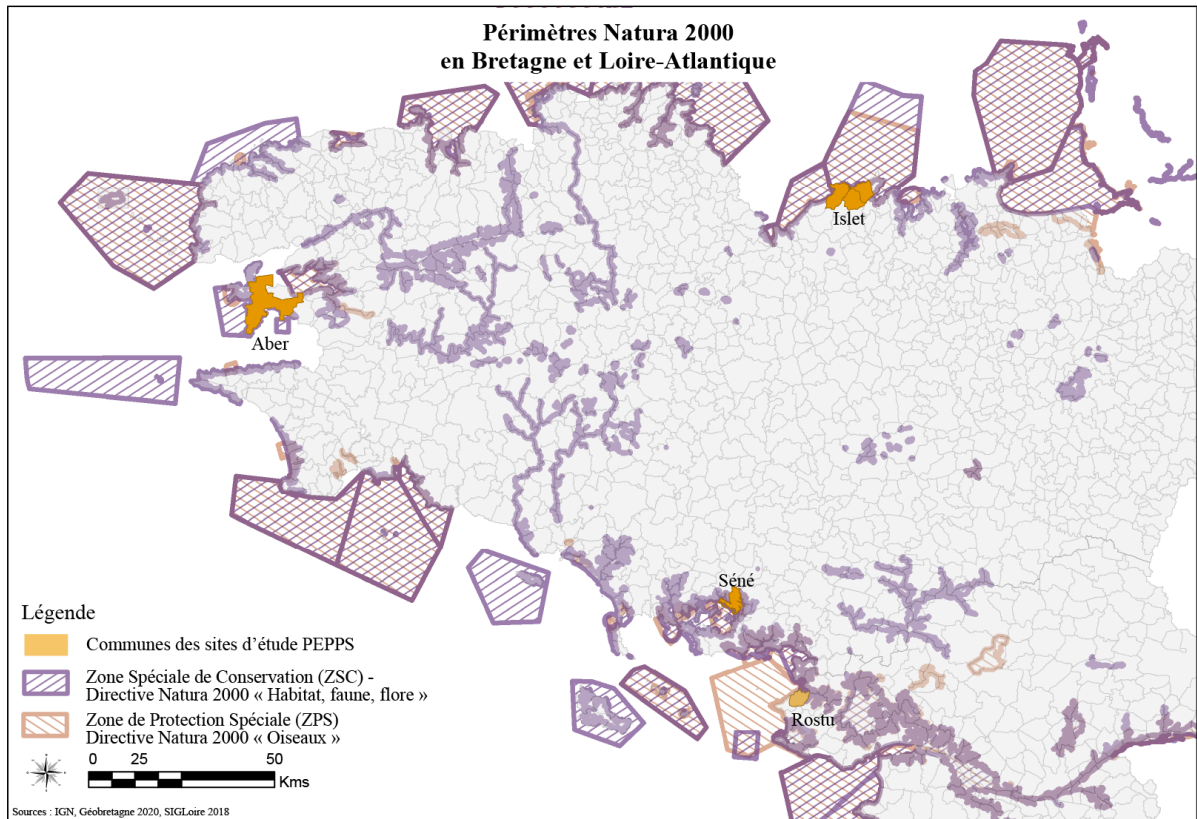 Périmètres Natura 2000
en Bretagne et Loire-Atlantique
Islet
Aber
Séné
Rostu
Légende
Communes des sites d’étude PEPPS
Zone Spéciale de Conservation (ZSC) -
Directive Natura 2000 « Habitat, faune, flore »
Zone de Protection Spéciale (ZPS)
Directive Natura 2000 « Oiseaux »
0 25 50
Kms
Sources : IGN, Géobretagne 2020, SIGLoire 2018